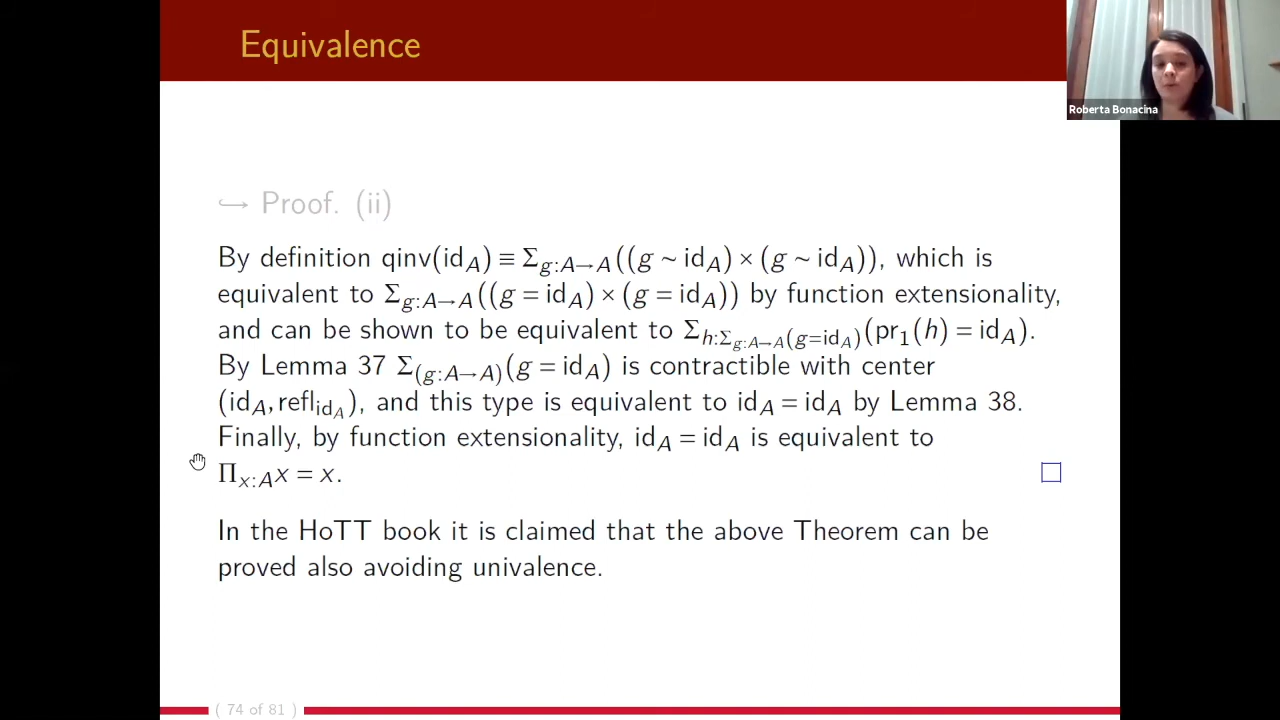 Equivalence
Roberta Bonacina
↪ Proof. (ii)
By definition qinv(id_A) ≡ Σ_{g:A→A}((g ~ id_A) × (g ~ id_A)), which is
equivalent to Σ_{g:A→A}((g = id_A) × (g = id_A)) by function extensionality,
and can be shown to be equivalent to Σ_{h:Σ_{g:A→A}(g=id_A)}(pr₁(h) = id_A).
By Lemma 37 Σ_{(g:A→A)}(g = id_A) is contractible with center
(id_A, refl_{id_A}), and this type is equivalent to id_A = id_A by Lemma 38.
Finally, by function extensionality, id_A = id_A is equivalent to
Π_{x:A} x = x. □
In the HoTT book it is claimed that the above Theorem can be
proved also avoiding univalence.
( 74 of 81 )